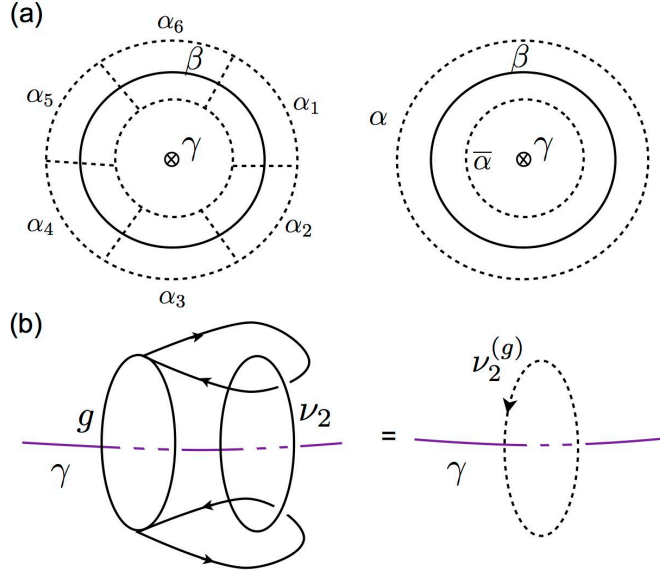 (a)
α₆
β
α₅
α₁
γ
α₄
α₂
α₃
β
α
α̅
γ
(b)
g
ν₂
γ
=
ν₂⁽ᵍ⁾
γ